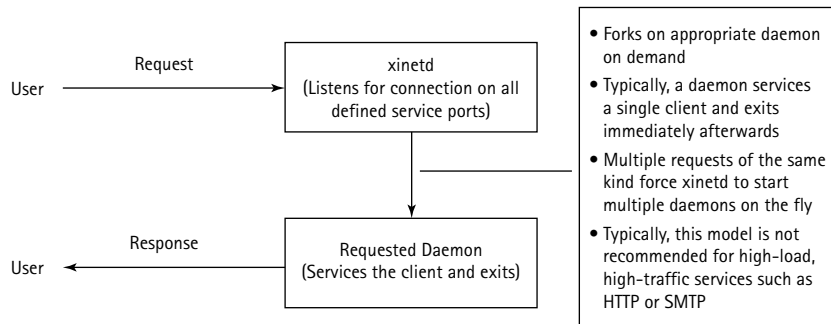 User
Request
xinetd
(Listens for connection on all
defined service ports)
• Forks on appropriate daemon
on demand
• Typically, a daemon services
a single client and exits
immediately afterwards
• Multiple requests of the same
kind force xinetd to start
multiple daemons on the fly
• Typically, this model is not
recommended for high-load,
high-traffic services such as
HTTP or SMTP
User
Response
Requested Daemon
(Services the client and exits)